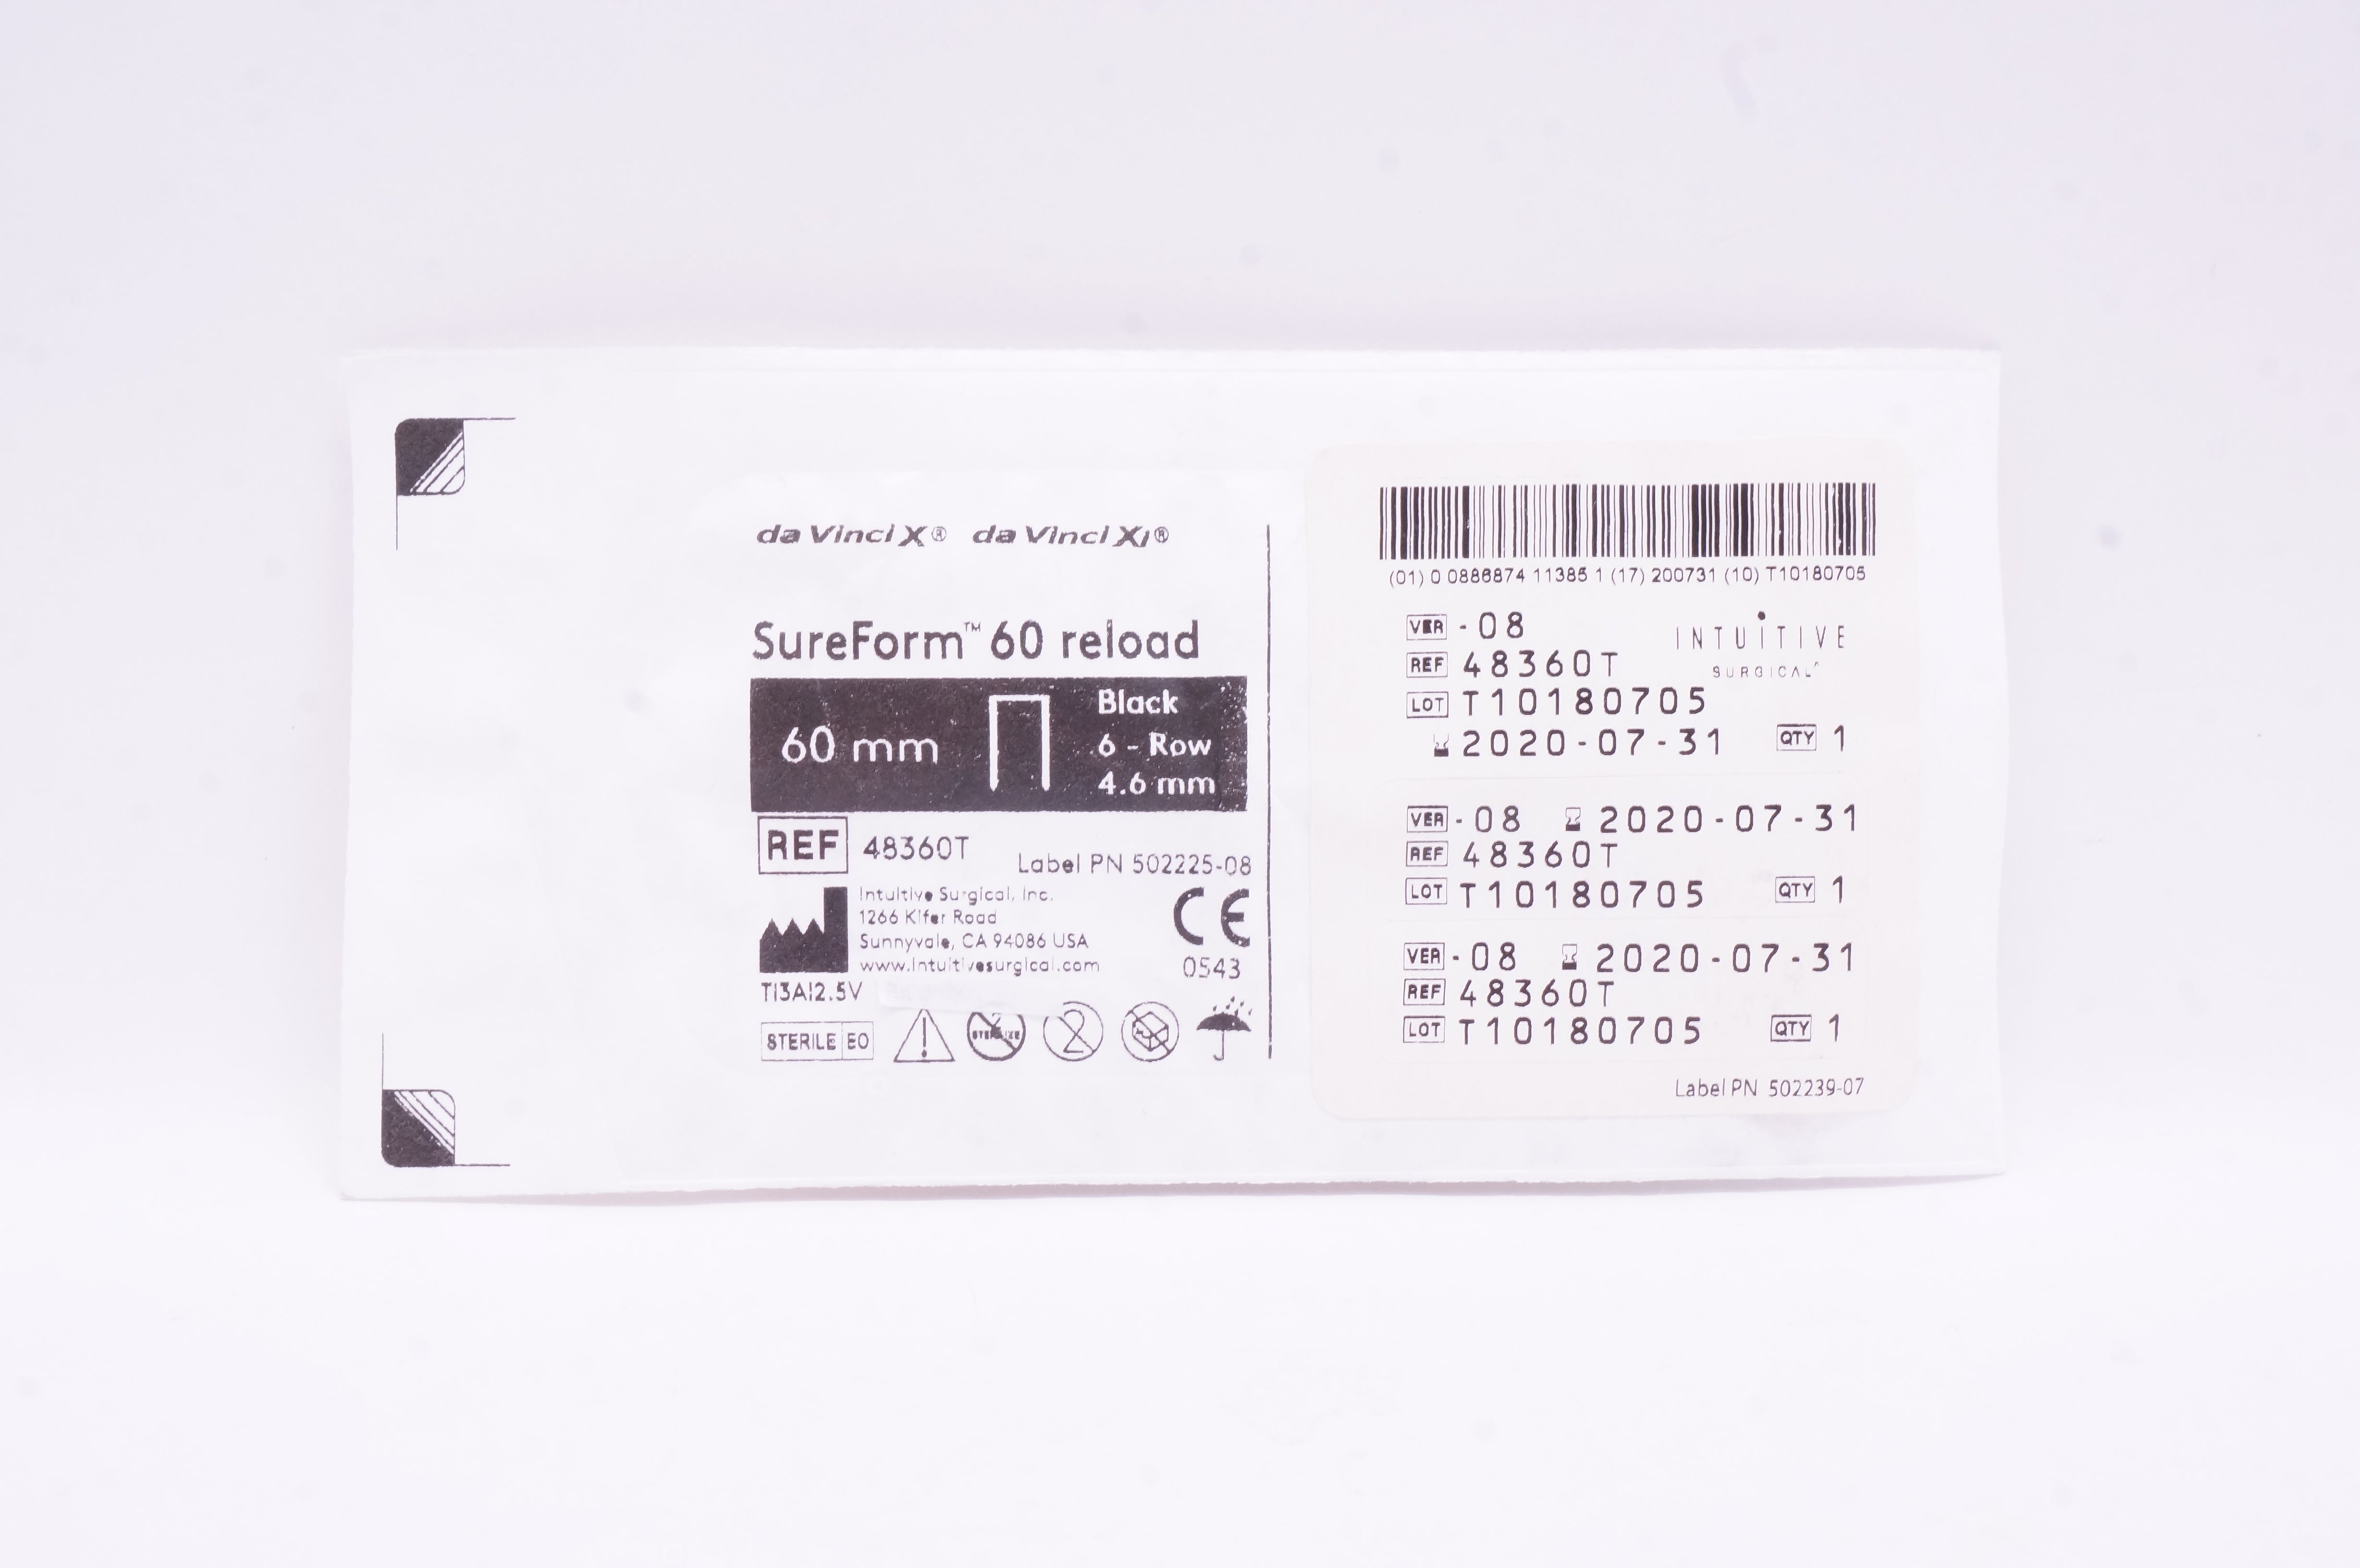 da Vinci X® da Vinci Xi®
SureForm™ 60 reload
60 mm
Black
6 - Row
4.6 mm
REF 48360T
Label PN 502225-08
Intuitive Surgical, Inc.
1266 Kifer Road
Sunnyvale, CA 94086 USA
www.intuitivesurgical.com
CE
0543
Ti3Al2.5V
STERILE EO
STERILIZE
2
(01) 0 0886874 11385 1 (17) 200731 (10) T10180705
VER -08
INTUITIVE
SURGICAL
REF 48360T
LOT T10180705
2020-07-31 QTY 1
VER -08 2020-07-31
REF 48360T
LOT T10180705 QTY 1
VER -08 2020-07-31
REF 48360T
LOT T10180705 QTY 1
Label PN 502239-07